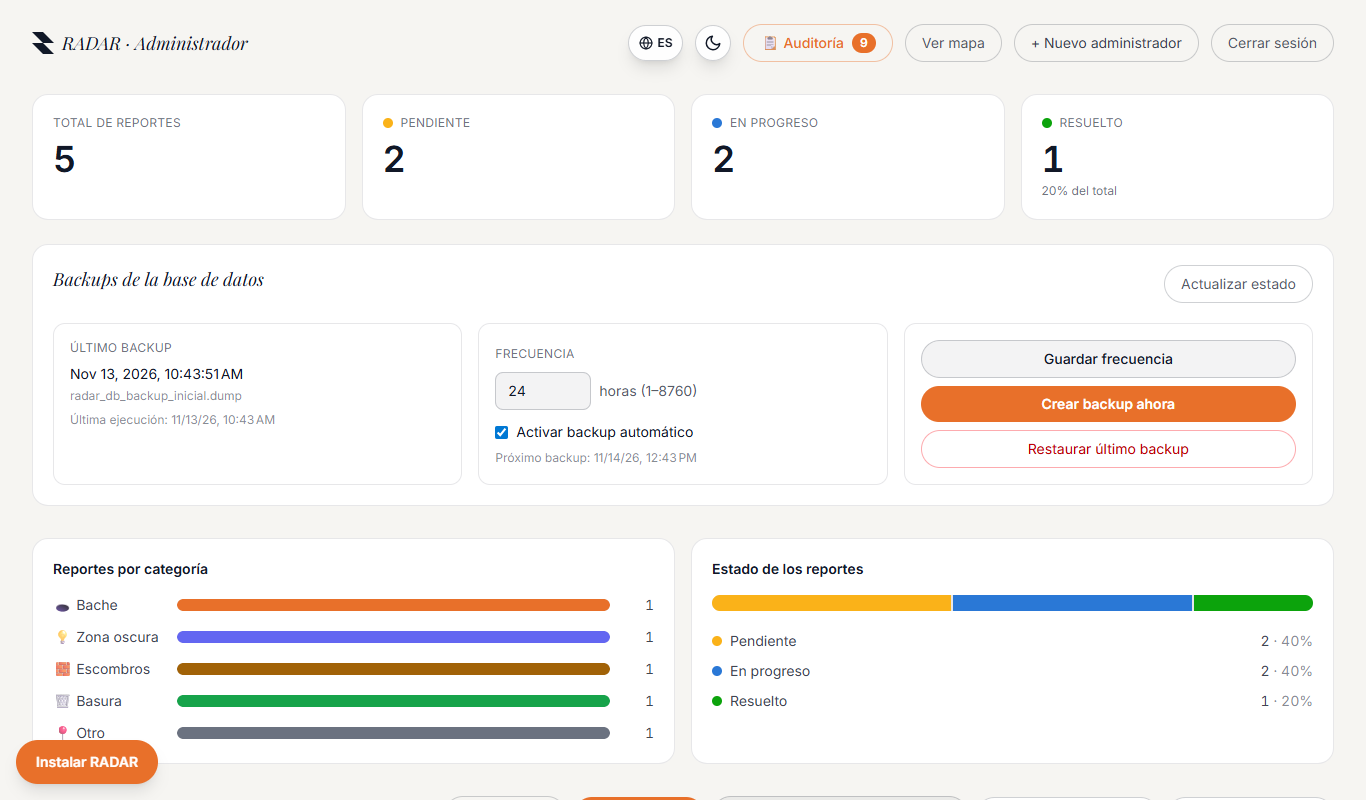 RADAR · Administrador
ES
Auditoría 9
Ver mapa
+ Nuevo administrador
Cerrar sesión
TOTAL DE REPORTES
5
PENDIENTE
2
EN PROGRESO
2
RESUELTO
1
20% del total
Backups de la base de datos
Actualizar estado
ÚLTIMO BACKUP
Nov 13, 2026, 10:43:51 AM
radar_db_backup_inicial.dump
Última ejecución: 11/13/26, 10:43 AM
FRECUENCIA
24 horas (1–8760)
Activar backup automático
Próximo backup: 11/14/26, 12:43 PM
Guardar frecuencia
Crear backup ahora
Restaurar último backup
Reportes por categoría
Bache 1
Zona oscura 1
Escombros 1
Basura 1
Otro 1
Estado de los reportes
Pendiente 2 · 40%
En progreso 2 · 40%
Resuelto 1 · 20%
Instalar RADAR